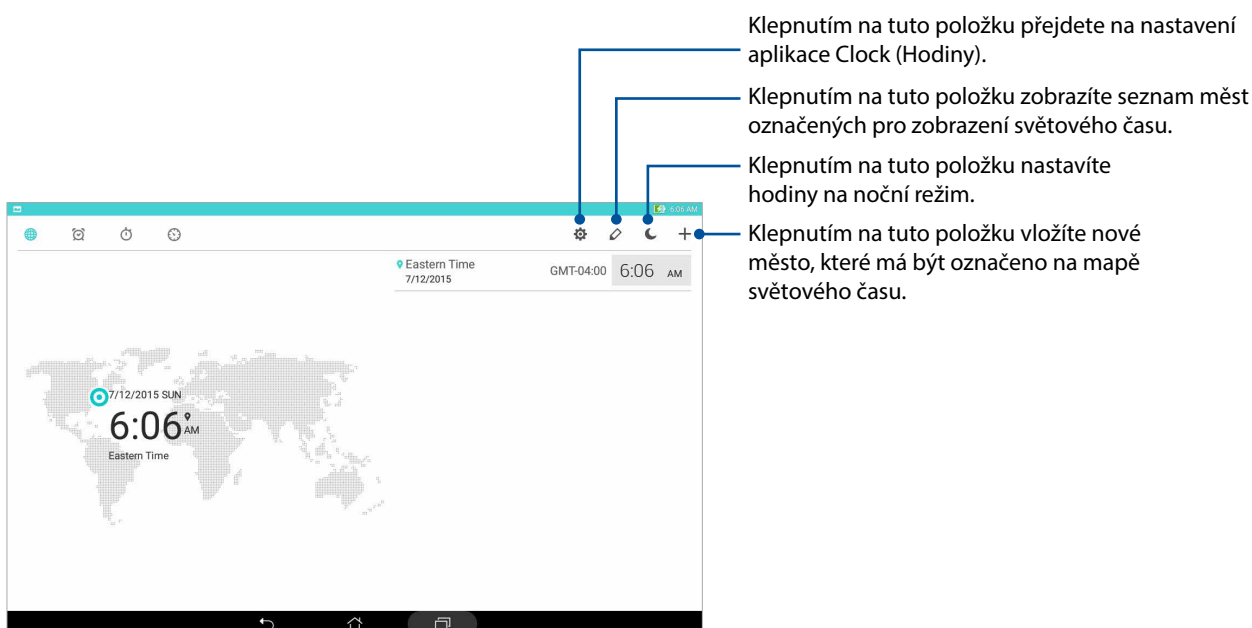 Klepnutím na tuto položku přejdete na nastavení
aplikace Clock (Hodiny).
Klepnutím na tuto položku zobrazíte seznam měst
označených pro zobrazení světového času.
Klepnutím na tuto položku nastavíte
hodiny na noční režim.
Klepnutím na tuto položku vložíte nové
město, které má být označeno na mapě
světového času.
6:06 AM
Eastern Time
7/12/2015
GMT-04:00 6:06 AM
7/12/2015 SUN
6:06 AM
Eastern Time